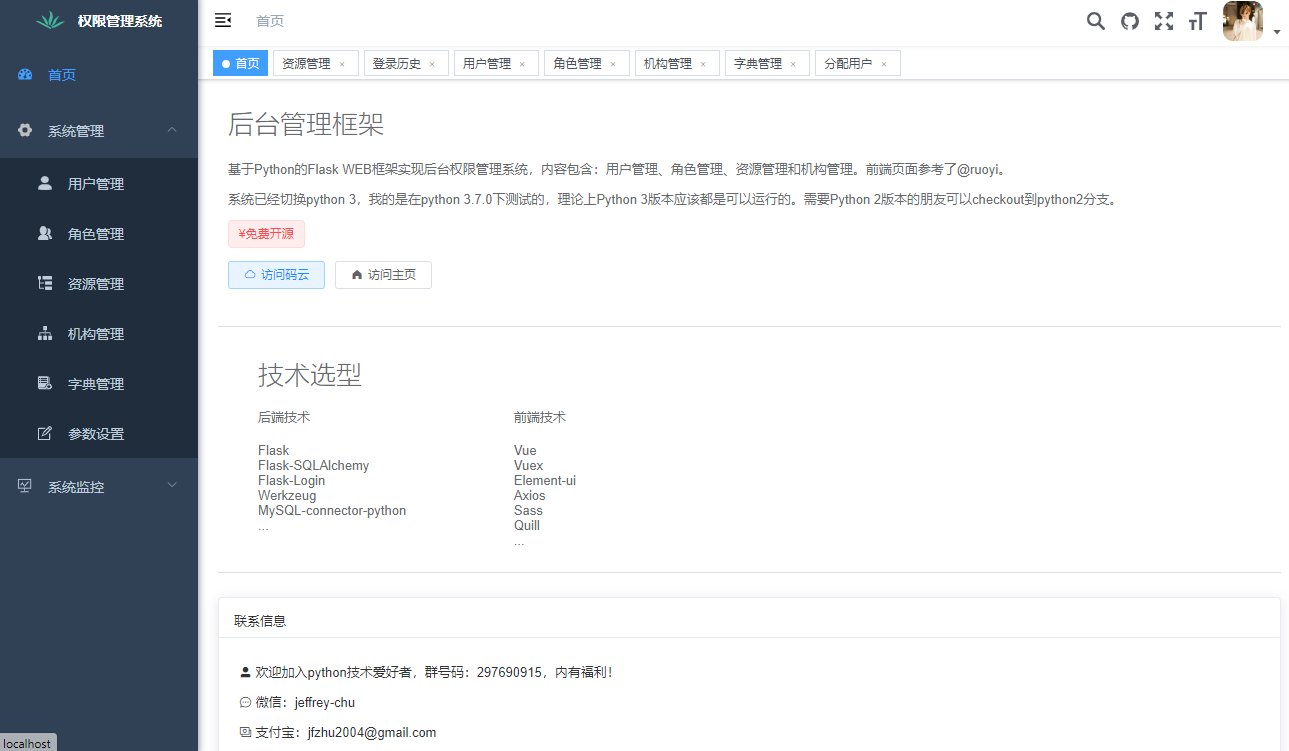 权限管理系统
首页
系统管理
用户管理
角色管理
资源管理
机构管理
字典管理
参数设置
系统监控
localhost
首页
首页 资源管理 × 登录历史 × 用户管理 × 角色管理 × 机构管理 × 字典管理 × 分配用户 ×
后台管理框架
基于Python的Flask WEB框架实现后台权限管理系统，内容包含：用户管理、角色管理、资源管理和机构管理。前端页面参考了@ruoyi。
系统已经切换python 3，我的是在python 3.7.0下测试的，理论上Python 3版本应该都是可以运行的。需要Python 2版本的朋友可以checkout到python2分支。
¥免费开源
访问码云 访问主页
技术选型
后端技术
Flask
Flask-SQLAlchemy
Flask-Login
Werkzeug
MySQL-connector-python
...
前端技术
Vue
Vuex
Element-ui
Axios
Sass
Quill
...
联系信息
欢迎加入python技术爱好者，群号码：297690915，内有福利！
微信：jeffrey-chu
支付宝：jfzhu2004@gmail.com